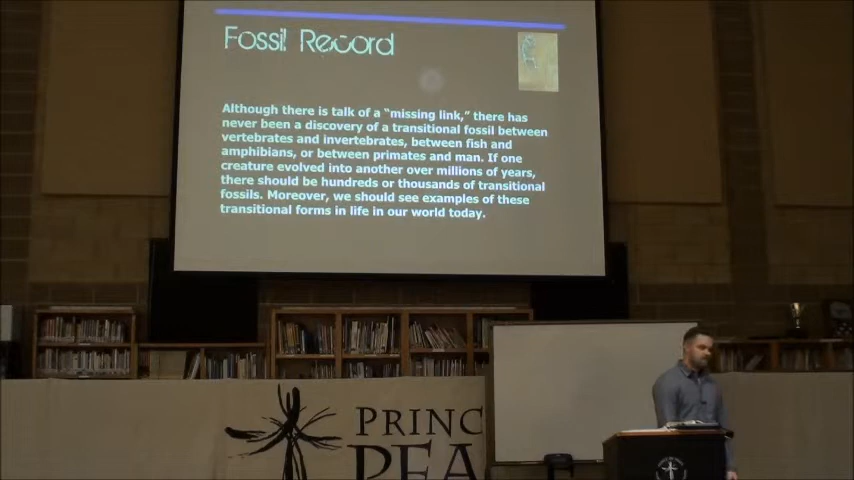 Fossil Record
Although there is talk of a “missing link,” there has
never been a discovery of a transitional fossil between
vertebrates and invertebrates, between fish and
amphibians, or between primates and man. If one
creature evolved into another over millions of years,
there should be hundreds or thousands of transitional
fossils. Moreover, we should see examples of these
transitional forms in life in our world today.
PRINC
PEA